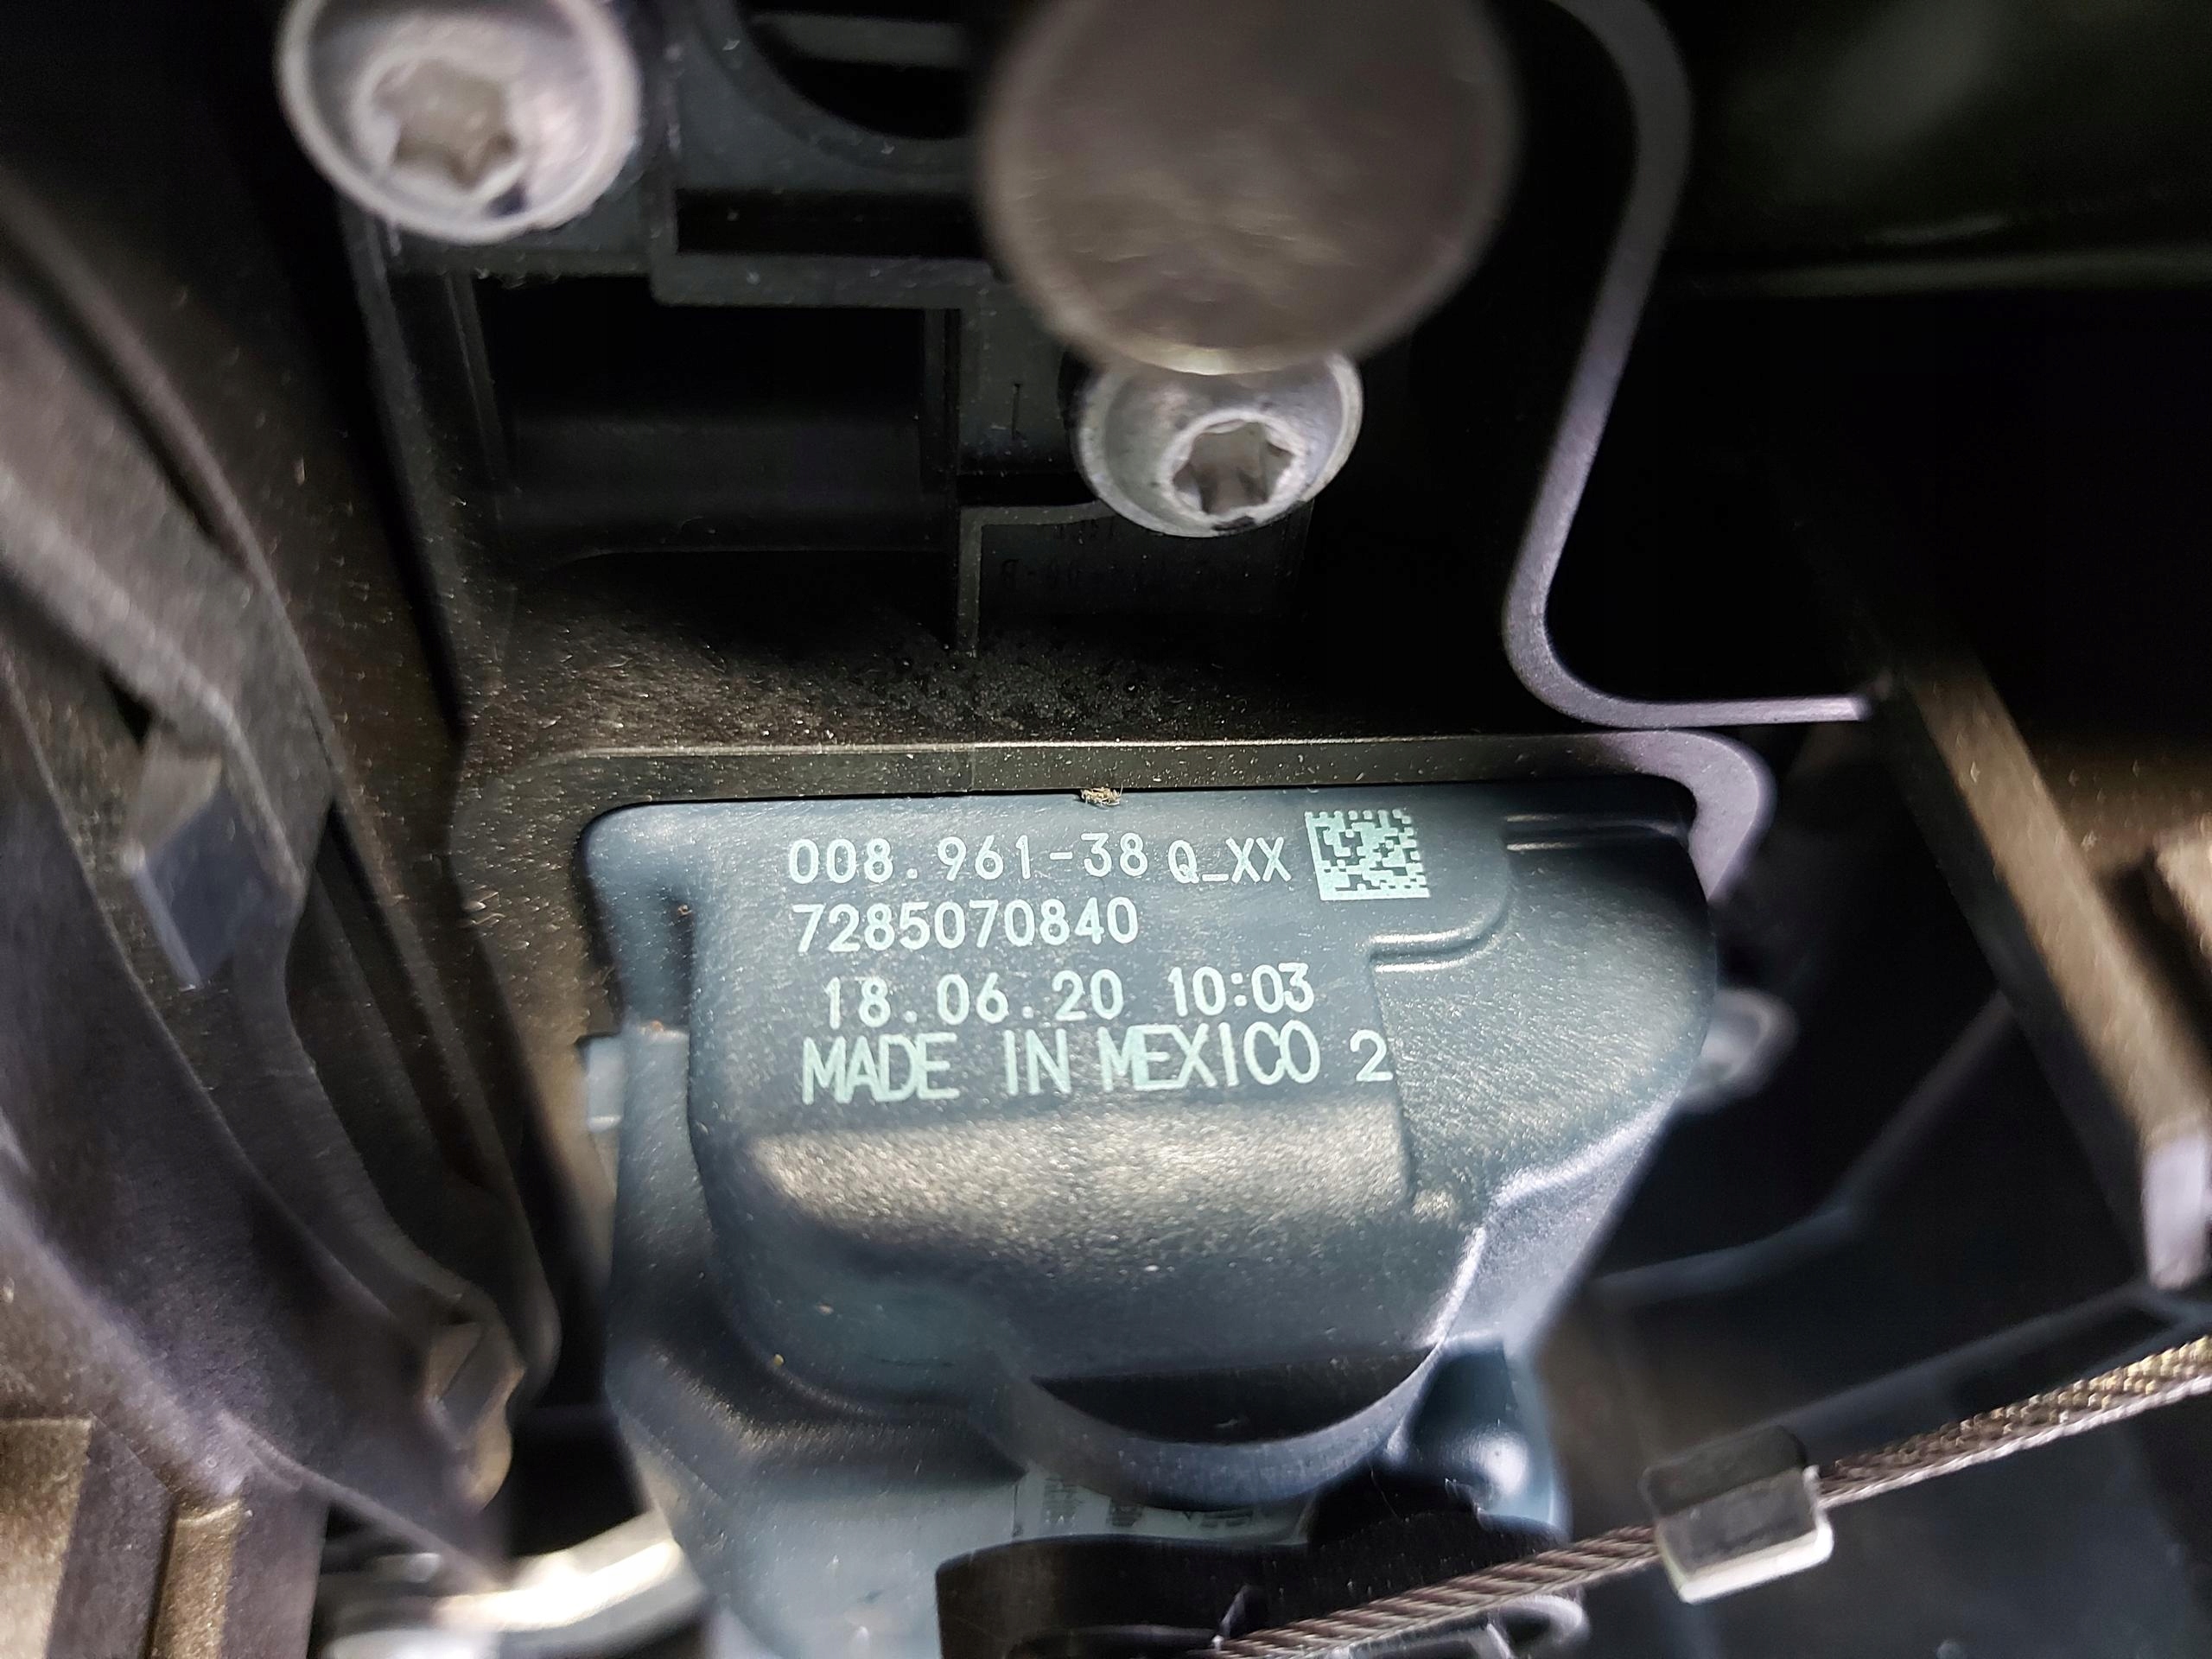 008.961-38 Q_XX
7285070840
18.06.20 10:03
MADE IN MEXICO 2